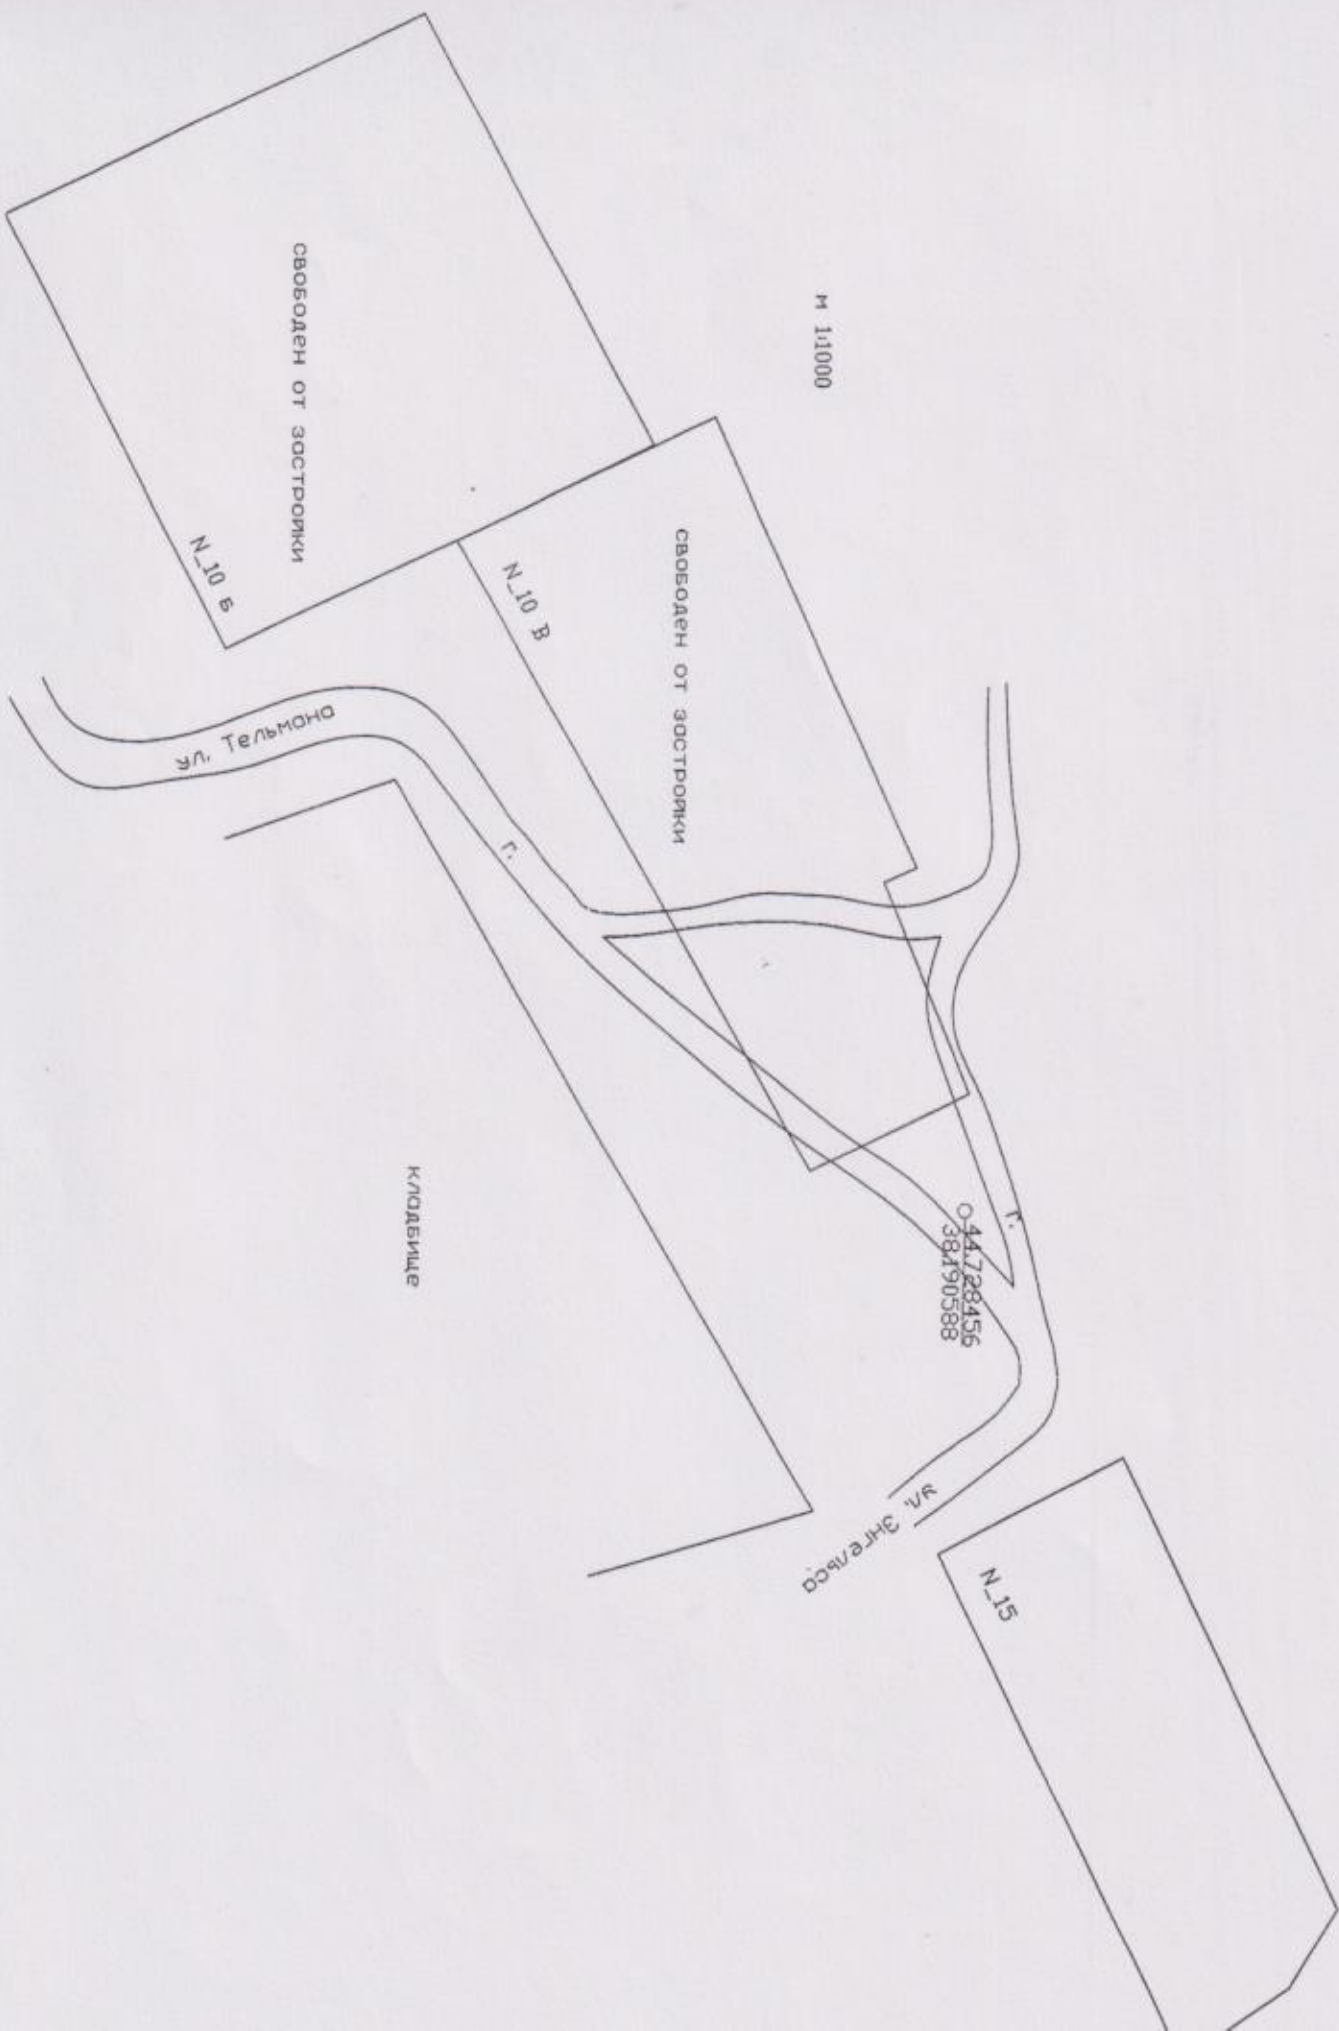 м 1:1000
свободен от застройки
N_10 Б
свободен от застройки
N_10 В
ул. Тельмана
г.
г.
44.728456
38.190588
кладбище
ул. Энгельса
N_15